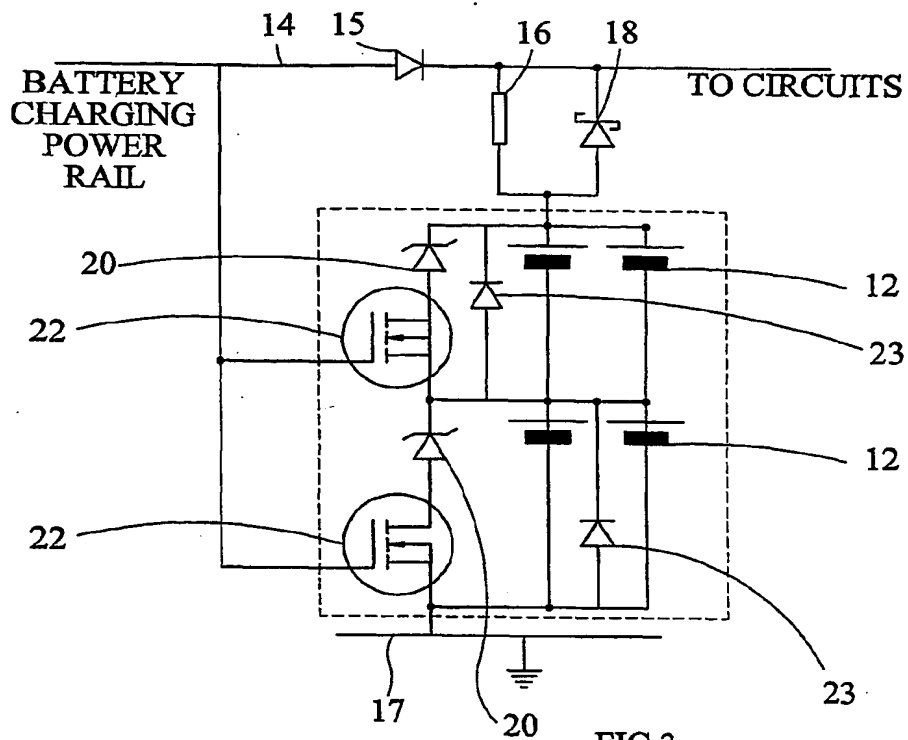 14
15
16
18
BATTERY
CHARGING
POWER
RAIL
TO CIRCUITS
20
12
22
23
12
22
23
17
20